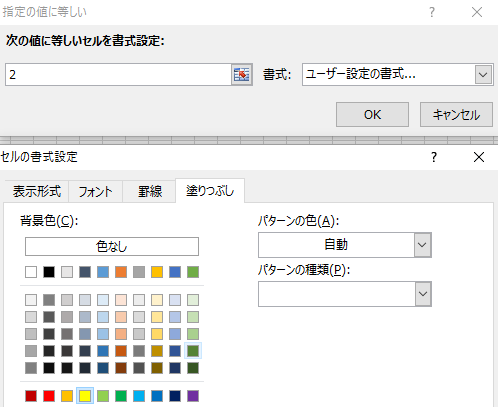 指定の値に等しい
次の値に等しいセルを書式設定:
2
書式:
ユーザー設定の書式...
OK
キャンセル
セルの書式設定
表示形式 フォント 罫線 塗りつぶし
背景色(C):
色なし
パターンの色(A):
自動
パターンの種類(P):